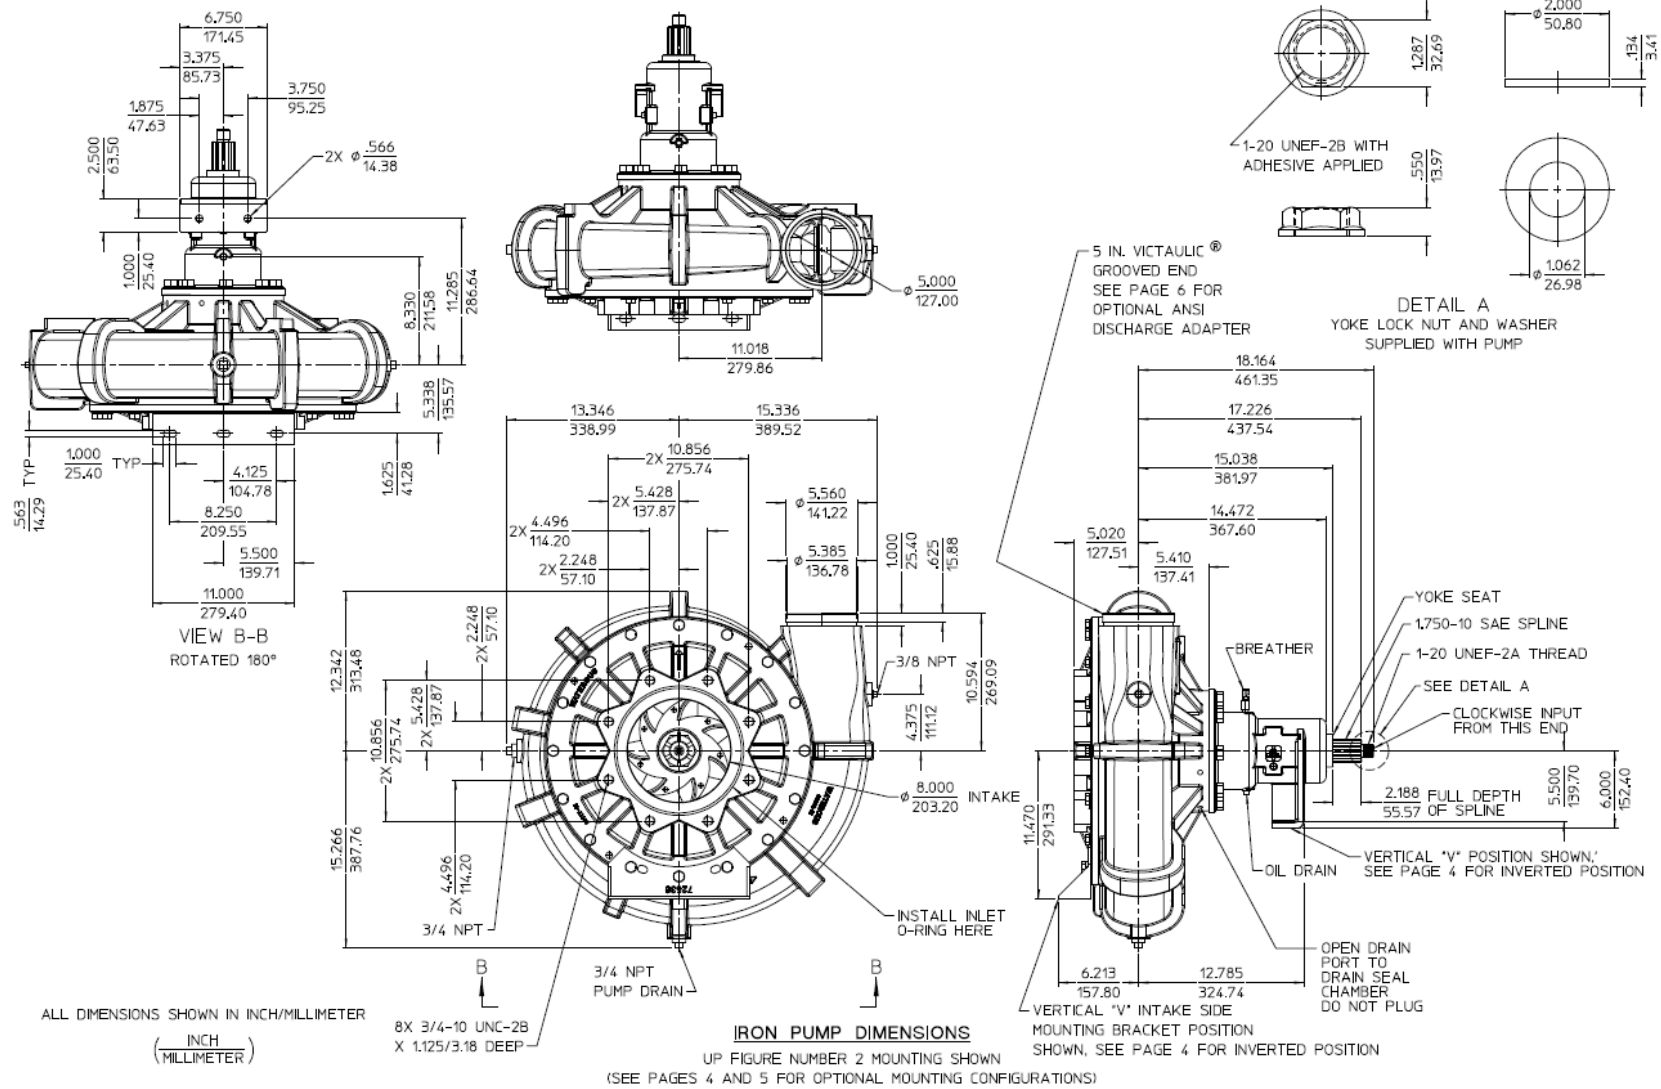 6.750
171.45
3.375
85.73
3.750
95.25
1.875
47.63
2.500
63.50
2X ⌀ .566
14.38
1.000
25.40
8.330
211.58
11.285
286.64
5.338
135.57
1.000 TYP
25.40
.563 TYP
14.29
4.125
104.78
1.625
41.28
8.250
209.55
5.500
139.71
11.000
279.40
VIEW B-B
ROTATED 180°
⌀ 5.000
127.00
11.018
279.86
1.287
32.69
⌀ 2.000
50.80
.134
3.41
1-20 UNEF-2B WITH
ADHESIVE APPLIED
.550
13.97
⌀ 1.062
26.98
DETAIL A
YOKE LOCK NUT AND WASHER
SUPPLIED WITH PUMP
5 IN. VICTAULIC ®
GROOVED END
SEE PAGE 6 FOR
OPTIONAL ANSI
DISCHARGE ADAPTER
13.346
338.99
15.336
389.52
2X 10.856
275.74
2X 5.428
137.87
2X 4.496
114.20
2X 2.248
57.10
⌀ 5.560
141.22
⌀ 5.385
136.78
1.000
25.40
.625
15.88
12.342
313.48
2X 2.248
57.10
2X 5.428
137.87
2X 10.856
275.74
15.266
387.76
2X 4.496
114.20
3/8 NPT
10.594
269.09
4.375
111.12
⌀ 8.000 INTAKE
203.20
72436
3/4 NPT
INSTALL INLET
O-RING HERE
3/4 NPT
PUMP DRAIN
B
B
8X 3/4-10 UNC-2B
X 1.125/3.18 DEEP
18.164
461.35
17.226
437.54
15.038
381.97
14.472
367.60
5.020
127.51
5.410
137.41
YOKE SEAT
1.750-10 SAE SPLINE
1-20 UNEF-2A THREAD
SEE DETAIL A
CLOCKWISE INPUT
FROM THIS END
BREATHER
2.188 FULL DEPTH
55.57 OF SPLINE
5.500
139.70
6.000
152.40
11.470
291.33
VERTICAL "V" POSITION SHOWN,
SEE PAGE 4 FOR INVERTED POSITION
OIL DRAIN
OPEN DRAIN
PORT TO
DRAIN SEAL
CHAMBER
DO NOT PLUG
6.213
157.80
12.785
324.74
VERTICAL "V" INTAKE SIDE
MOUNTING BRACKET POSITION
SHOWN, SEE PAGE 4 FOR INVERTED POSITION
ALL DIMENSIONS SHOWN IN INCH/MILLIMETER
(INCH
MILLIMETER)
IRON PUMP DIMENSIONS
UP FIGURE NUMBER 2 MOUNTING SHOWN
(SEE PAGES 4 AND 5 FOR OPTIONAL MOUNTING CONFIGURATIONS)